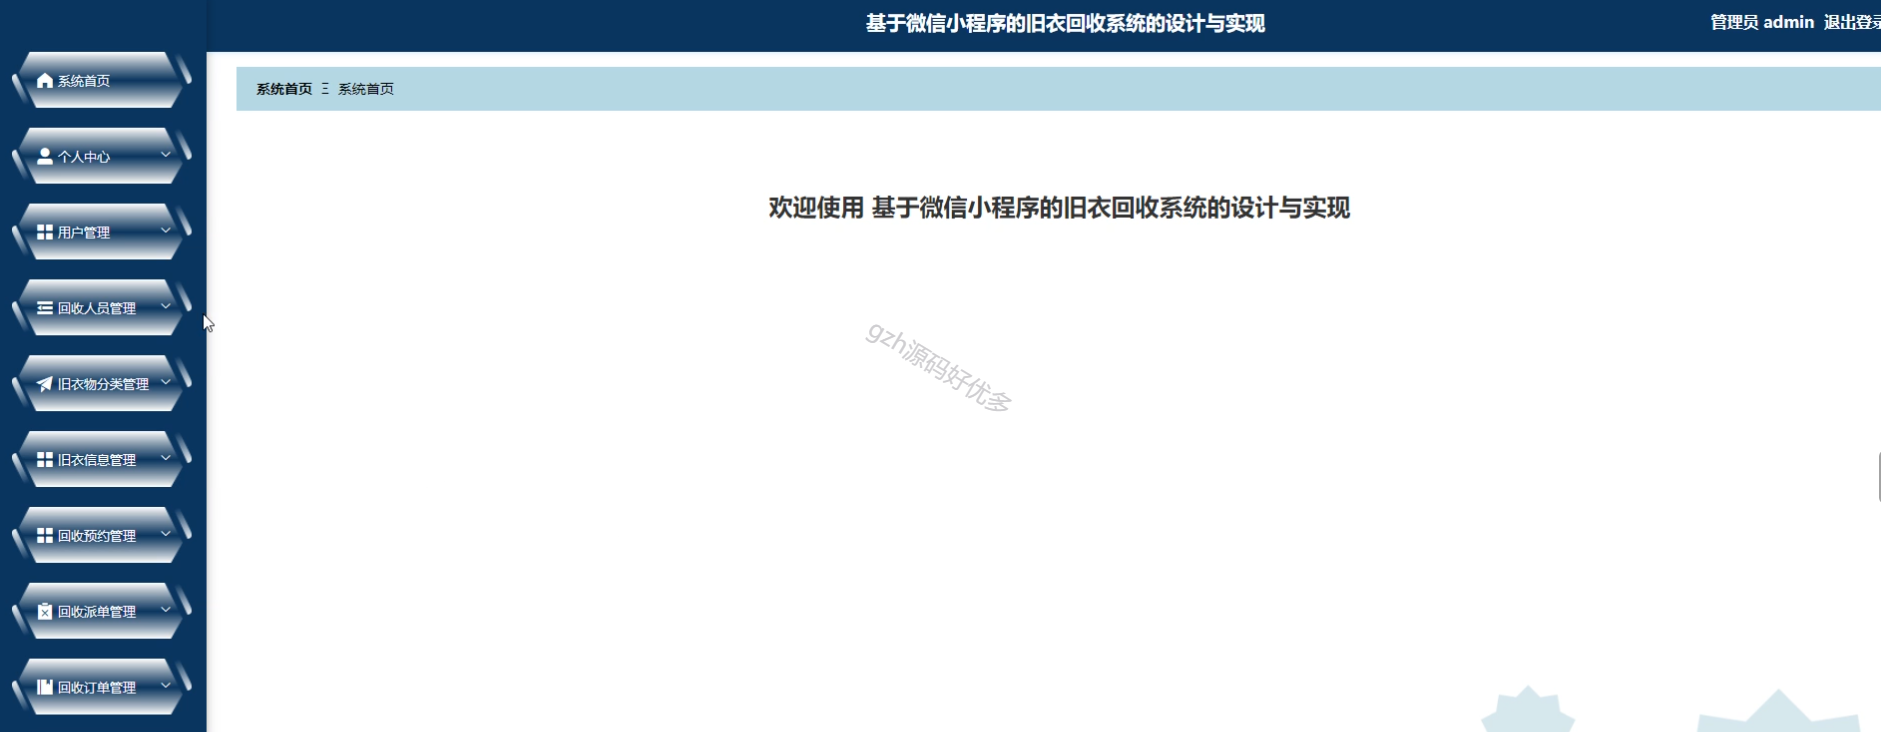 基于微信小程序的旧衣回收系统的设计与实现
管理员 admin 退出登录
系统首页
个人中心
用户管理
回收人员管理
旧衣物分类管理
旧衣信息管理
回收预约管理
回收派单管理
回收订单管理
系统首页 Ξ 系统首页
欢迎使用 基于微信小程序的旧衣回收系统的设计与实现
gzh源码好优多